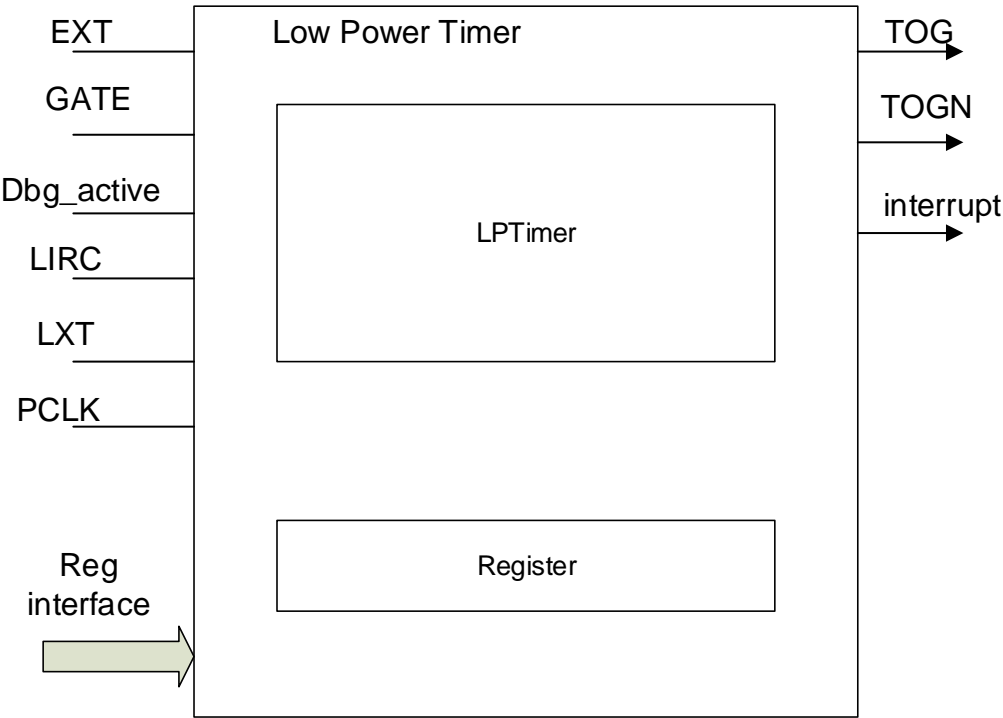 EXT
GATE
Dbg_active
LIRC
LXT
PCLK
Reg
interface
Low Power Timer
LPTimer
Register
TOG
TOGN
interrupt